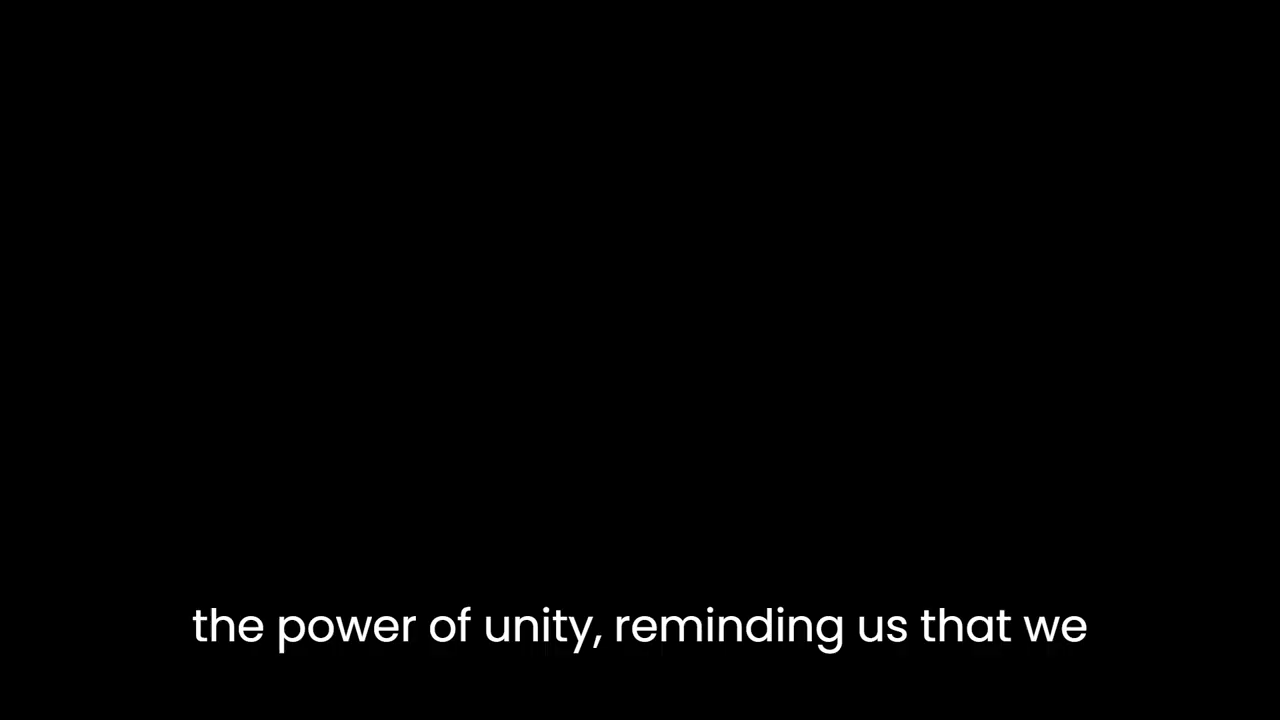 the power of unity, reminding us that we